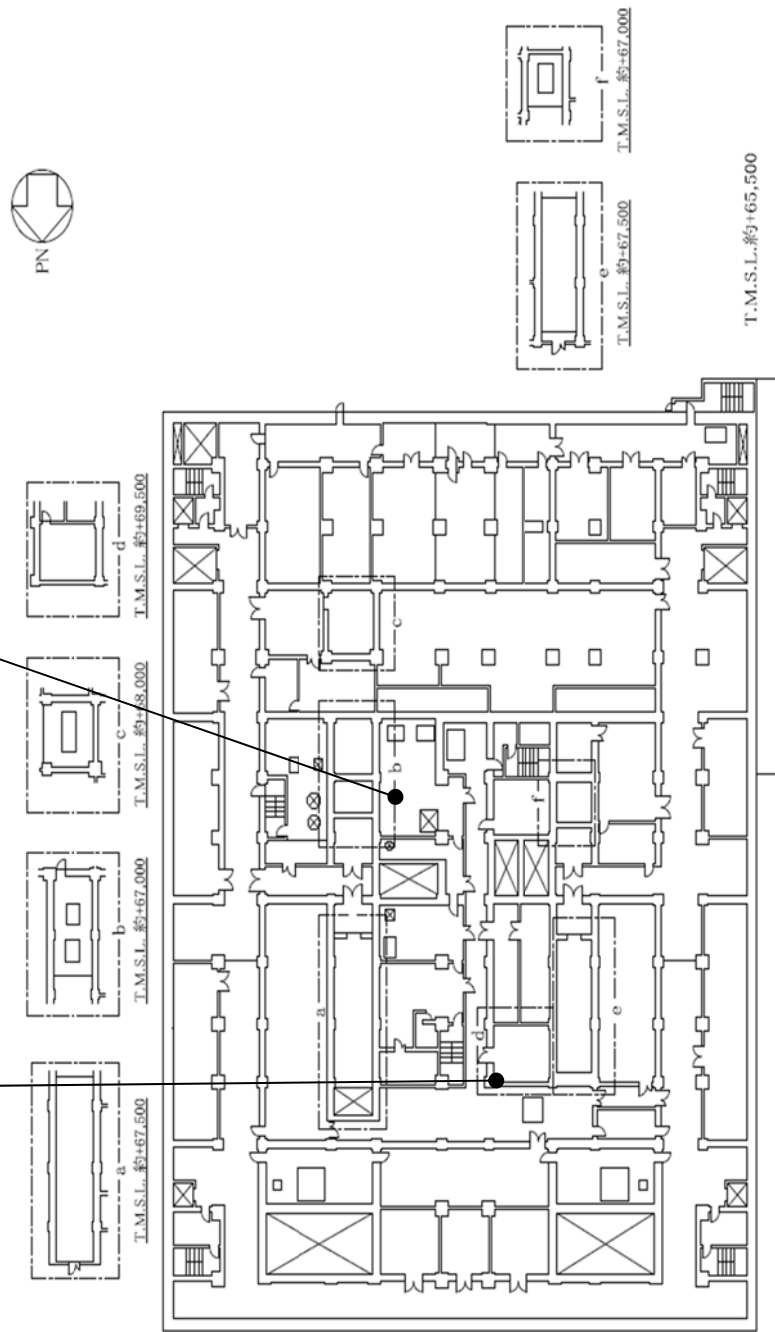 PN
f
T.M.S.L. 約+67,000
e
T.M.S.L. 約+67,500
T.M.S.L.約+65,500
d
T.M.S.L. 約+69,500
c
T.M.S.L. 約+68,000
b
T.M.S.L. 約+67,000
a
T.M.S.L. 約+67,500
c
b
f
a
d
e